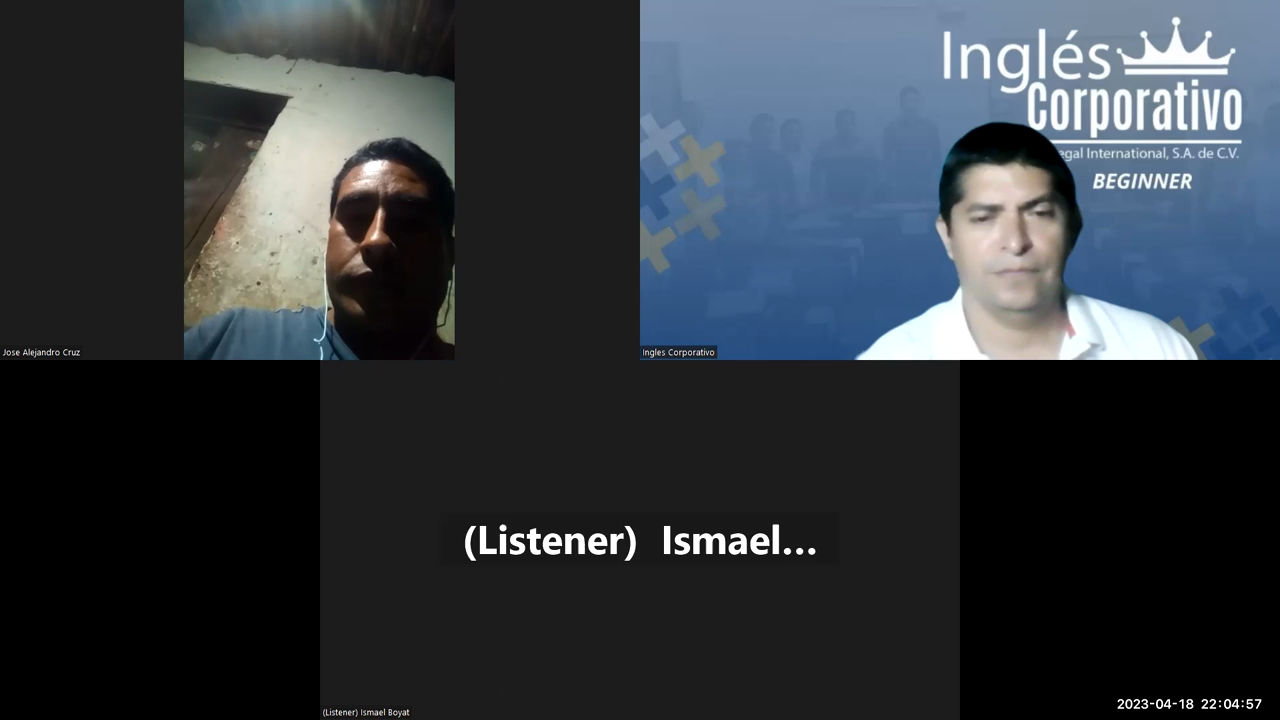 Inglés
Corporativo
egal International, S.A. de C.V.
BEGINNER
Jose Alejandro Cruz
Ingles Corporativo
(Listener) Ismael...
(Listener) Ismael Boyat
2023-04-18 22:04:57